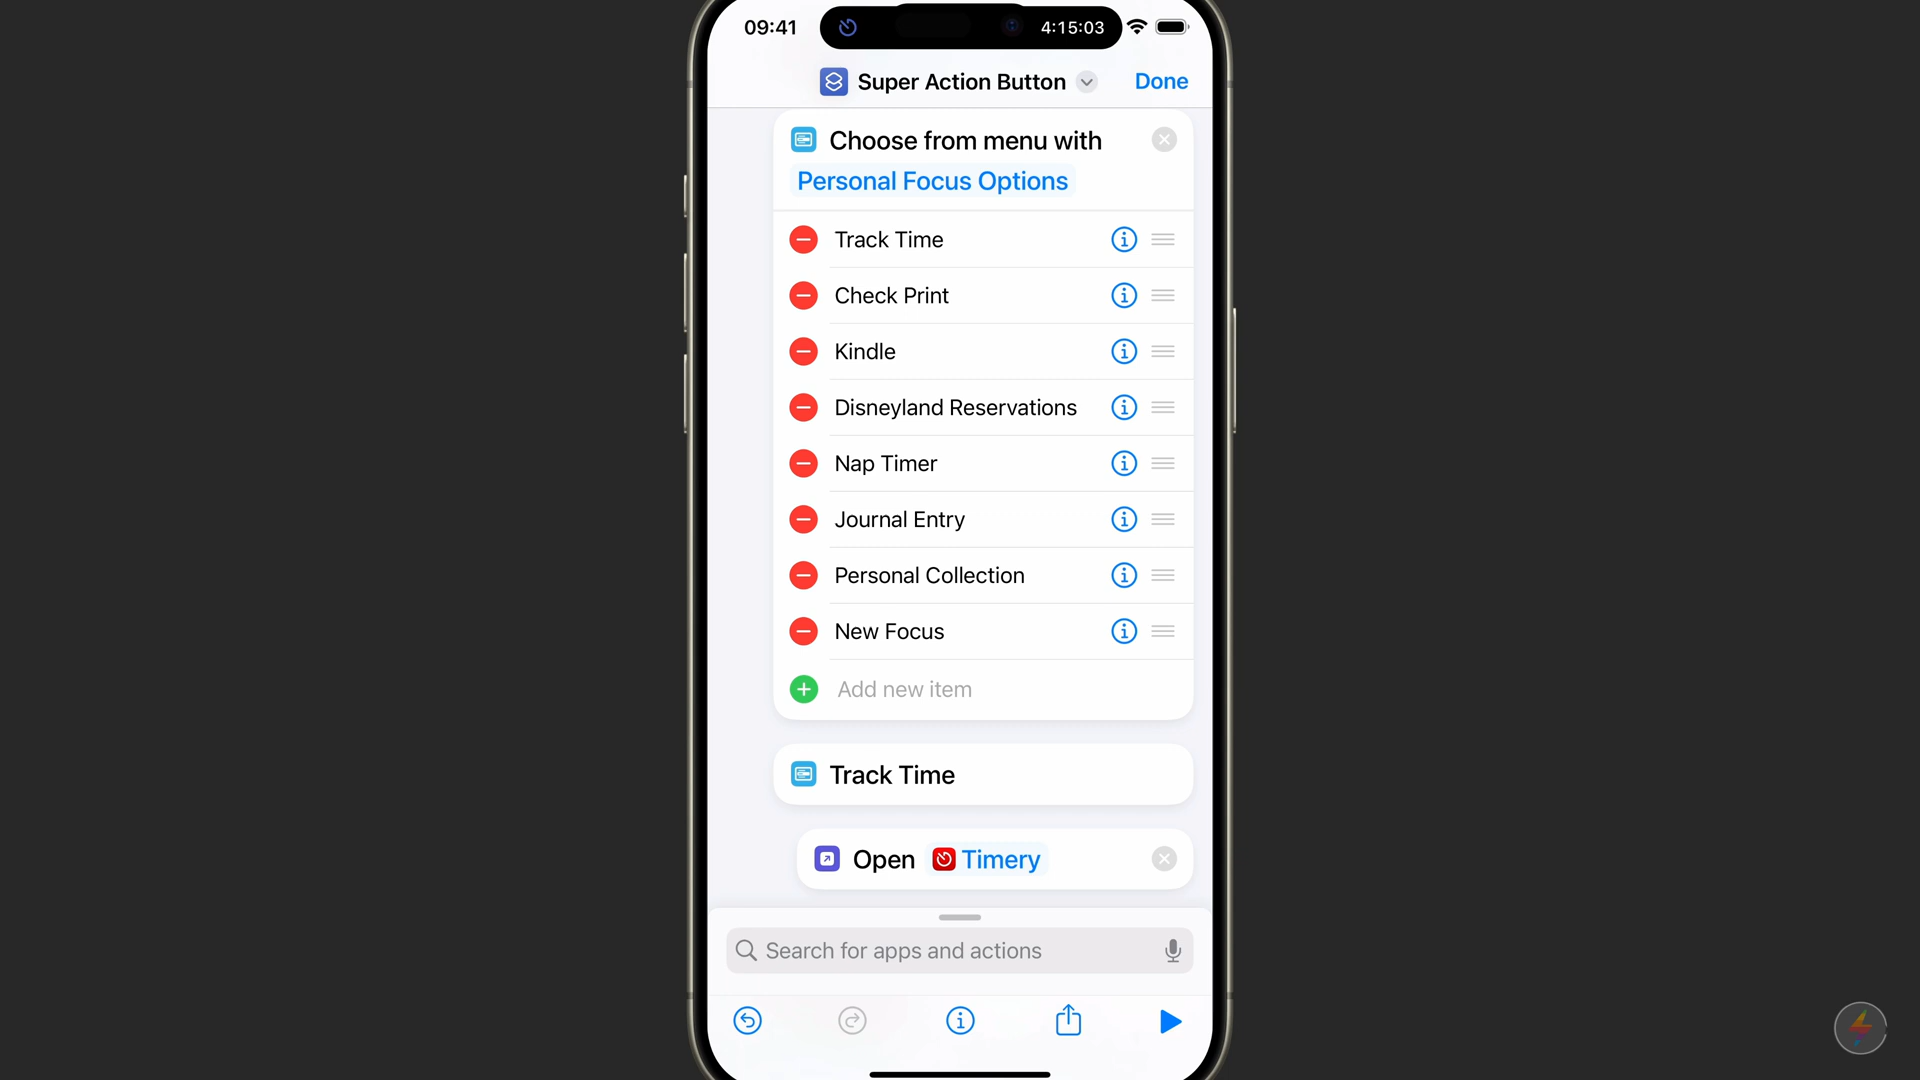 09:41
4:15:03
Super Action Button
Done
Choose from menu with
Personal Focus Options
Track Time
Check Print
Kindle
Disneyland Reservations
Nap Timer
Journal Entry
Personal Collection
New Focus
Add new item
Track Time
Open Timery
Search for apps and actions